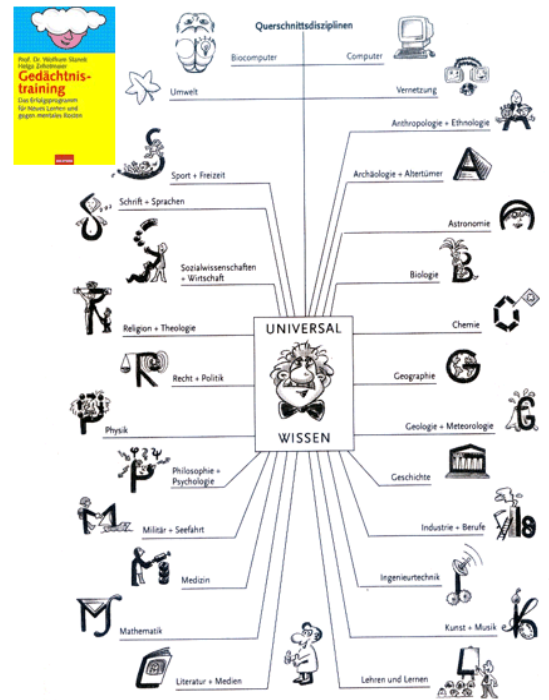 Prof. Dr. Wolfram Stanek
Gedächtnis-
training
Das Erfolgsprogramm
für Neues Lernen und
gegen mentales Rosten
Querschnittsdisziplinen
Biocomputer
Computer
Umwelt
Vernetzung
Anthropologie + Ethnologie
Sport + Freizeit
Archäologie + Altertümer
Schrift + Sprachen
Astronomie
Sozialwissenschaften
+ Wirtschaft
Biologie
Religion + Theologie
UNIVERSAL
WISSEN
Chemie
Recht + Politik
Geographie
Physik
Geologie + Meteorologie
Philosophie +
Psychologie
Geschichte
Militär + Seefahrt
Industrie + Berufe
Medizin
Ingenieurtechnik
Mathematik
Kunst + Musik
Literatur + Medien
Lehren und Lernen